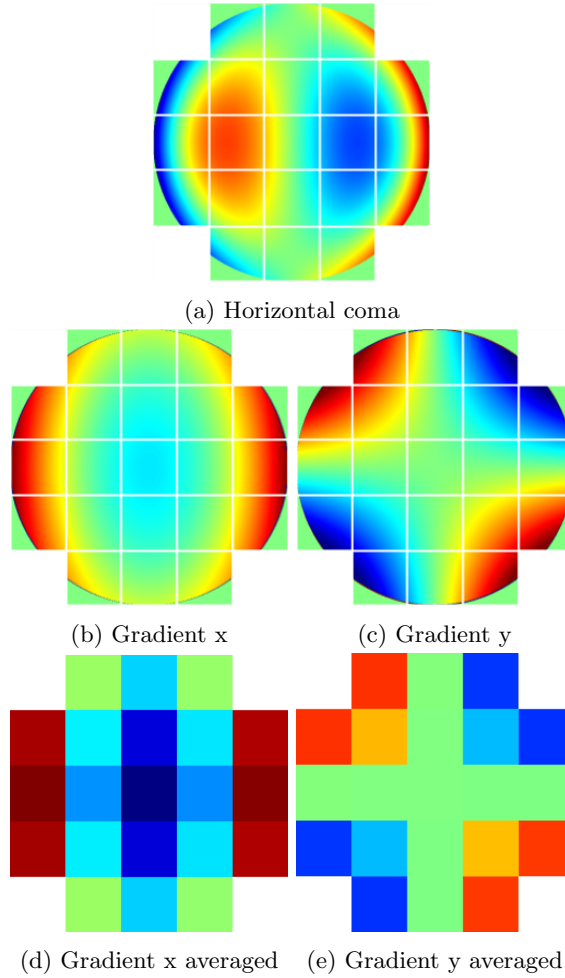 (a) Horizontal coma
(b) Gradient x
(c) Gradient y
(d) Gradient x averaged
(e) Gradient y averaged